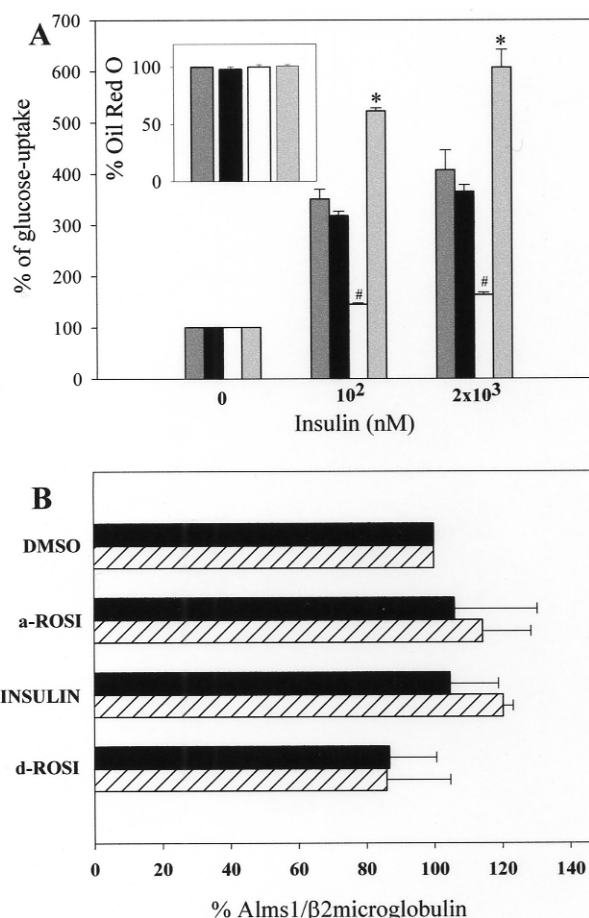 A
700
600
500
400
300
200
100
0
% of glucose-uptake
100
50
0
% Oil Red O
*
*
#
#
0
10²
2x10³
Insulin (nM)
B
DMSO
a-ROSI
INSULIN
d-ROSI
0
20
40
60
80
100
120
140
% Alms1/β2microglobulin